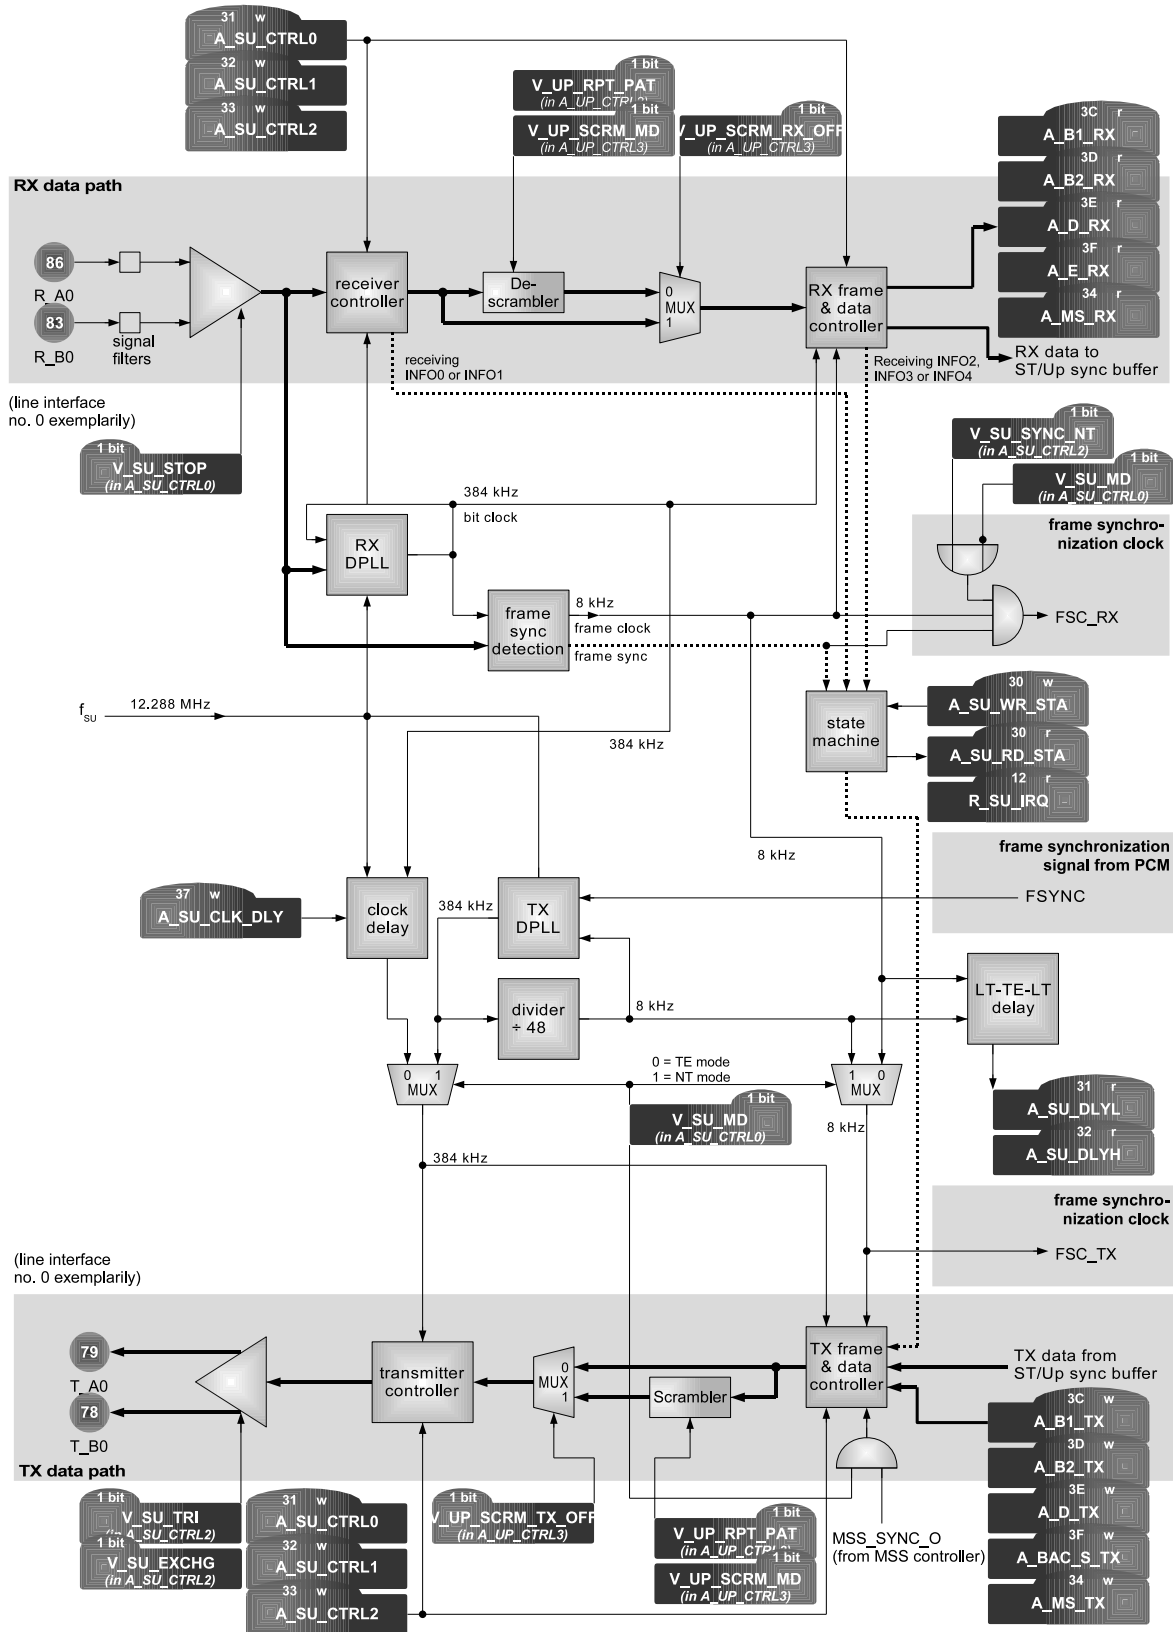 31 w
A_SU_CTRL0
32 w
A_SU_CTRL1
33 w
A_SU_CTRL2
1 bit
V_UP_RPT_PAT
1 bit
V_UP_SCRM_MD
(in A_UP_CTRL3)
1 bit
V_UP_SCRM_RX_OFF
(in A_UP_CTRL3)
3C r
A_B1_RX
3D r
A_B2_RX
3E r
A_D_RX
3F r
A_E_RX
34 r
A_MS_RX
RX data path
86
R_A0
83
R_B0
signal
filters
receiver
controller
De-
scrambler
0
MUX
1
RX frame
& data
controller
RX data to
ST/Up sync buffer
receiving
INFO0 or INFO1
Receiving INFO2,
INFO3 or INFO4
(line interface
no. 0 exemplarily)
1 bit
V_SU_STOP
(in A_SU_CTRL0)
1 bit
V_SU_SYNC_NT
(in A_SU_CTRL2)
1 bit
V_SU_MD
(in A_SU_CTRL0)
384 kHz
bit clock
RX
DPLL
frame synchro-
nization clock
frame
sync
detection
8 kHz
frame clock
frame sync
FSC_RX
fSU
12.288 MHz
384 kHz
state
machine
30 w
A_SU_WR_STA
30 r
A_SU_RD_STA
12 r
R_SU_IRQ
8 kHz
frame synchronization
signal from PCM
FSYNC
37 w
A_SU_CLK_DLY
clock
delay
384 kHz
TX
DPLL
divider
÷ 48
8 kHz
LT-TE-LT
delay
0 1
MUX
0 = TE mode
1 = NT mode
1 0
MUX
1 bit
V_SU_MD
(in A_SU_CTRL0)
8 kHz
31 r
A_SU_DLYL
32 r
A_SU_DLYH
384 kHz
frame synchro-
nization clock
FSC_TX
(line interface
no. 0 exemplarily)
79
T_A0
78
T_B0
transmitter
controller
0
MUX
1
Scrambler
TX frame
& data
controller
TX data from
ST/Up sync buffer
TX data path
3C w
A_B1_TX
3D w
A_B2_TX
3E w
A_D_TX
3F w
A_BAC_S_TX
34 w
A_MS_TX
1 bit
V_SU_TRI
(in A_SU_CTRL2)
1 bit
V_SU_EXCHG
(in A_SU_CTRL2)
31 w
A_SU_CTRL0
32 w
A_SU_CTRL1
33 w
A_SU_CTRL2
1 bit
V_UP_SCRM_TX_OFF
(in A_UP_CTRL3)
1 bit
V_UP_RPT_PAT
1 bit
V_UP_SCRM_MD
(in A_UP_CTRL3)
MSS_SYNC_O
(from MSS controller)